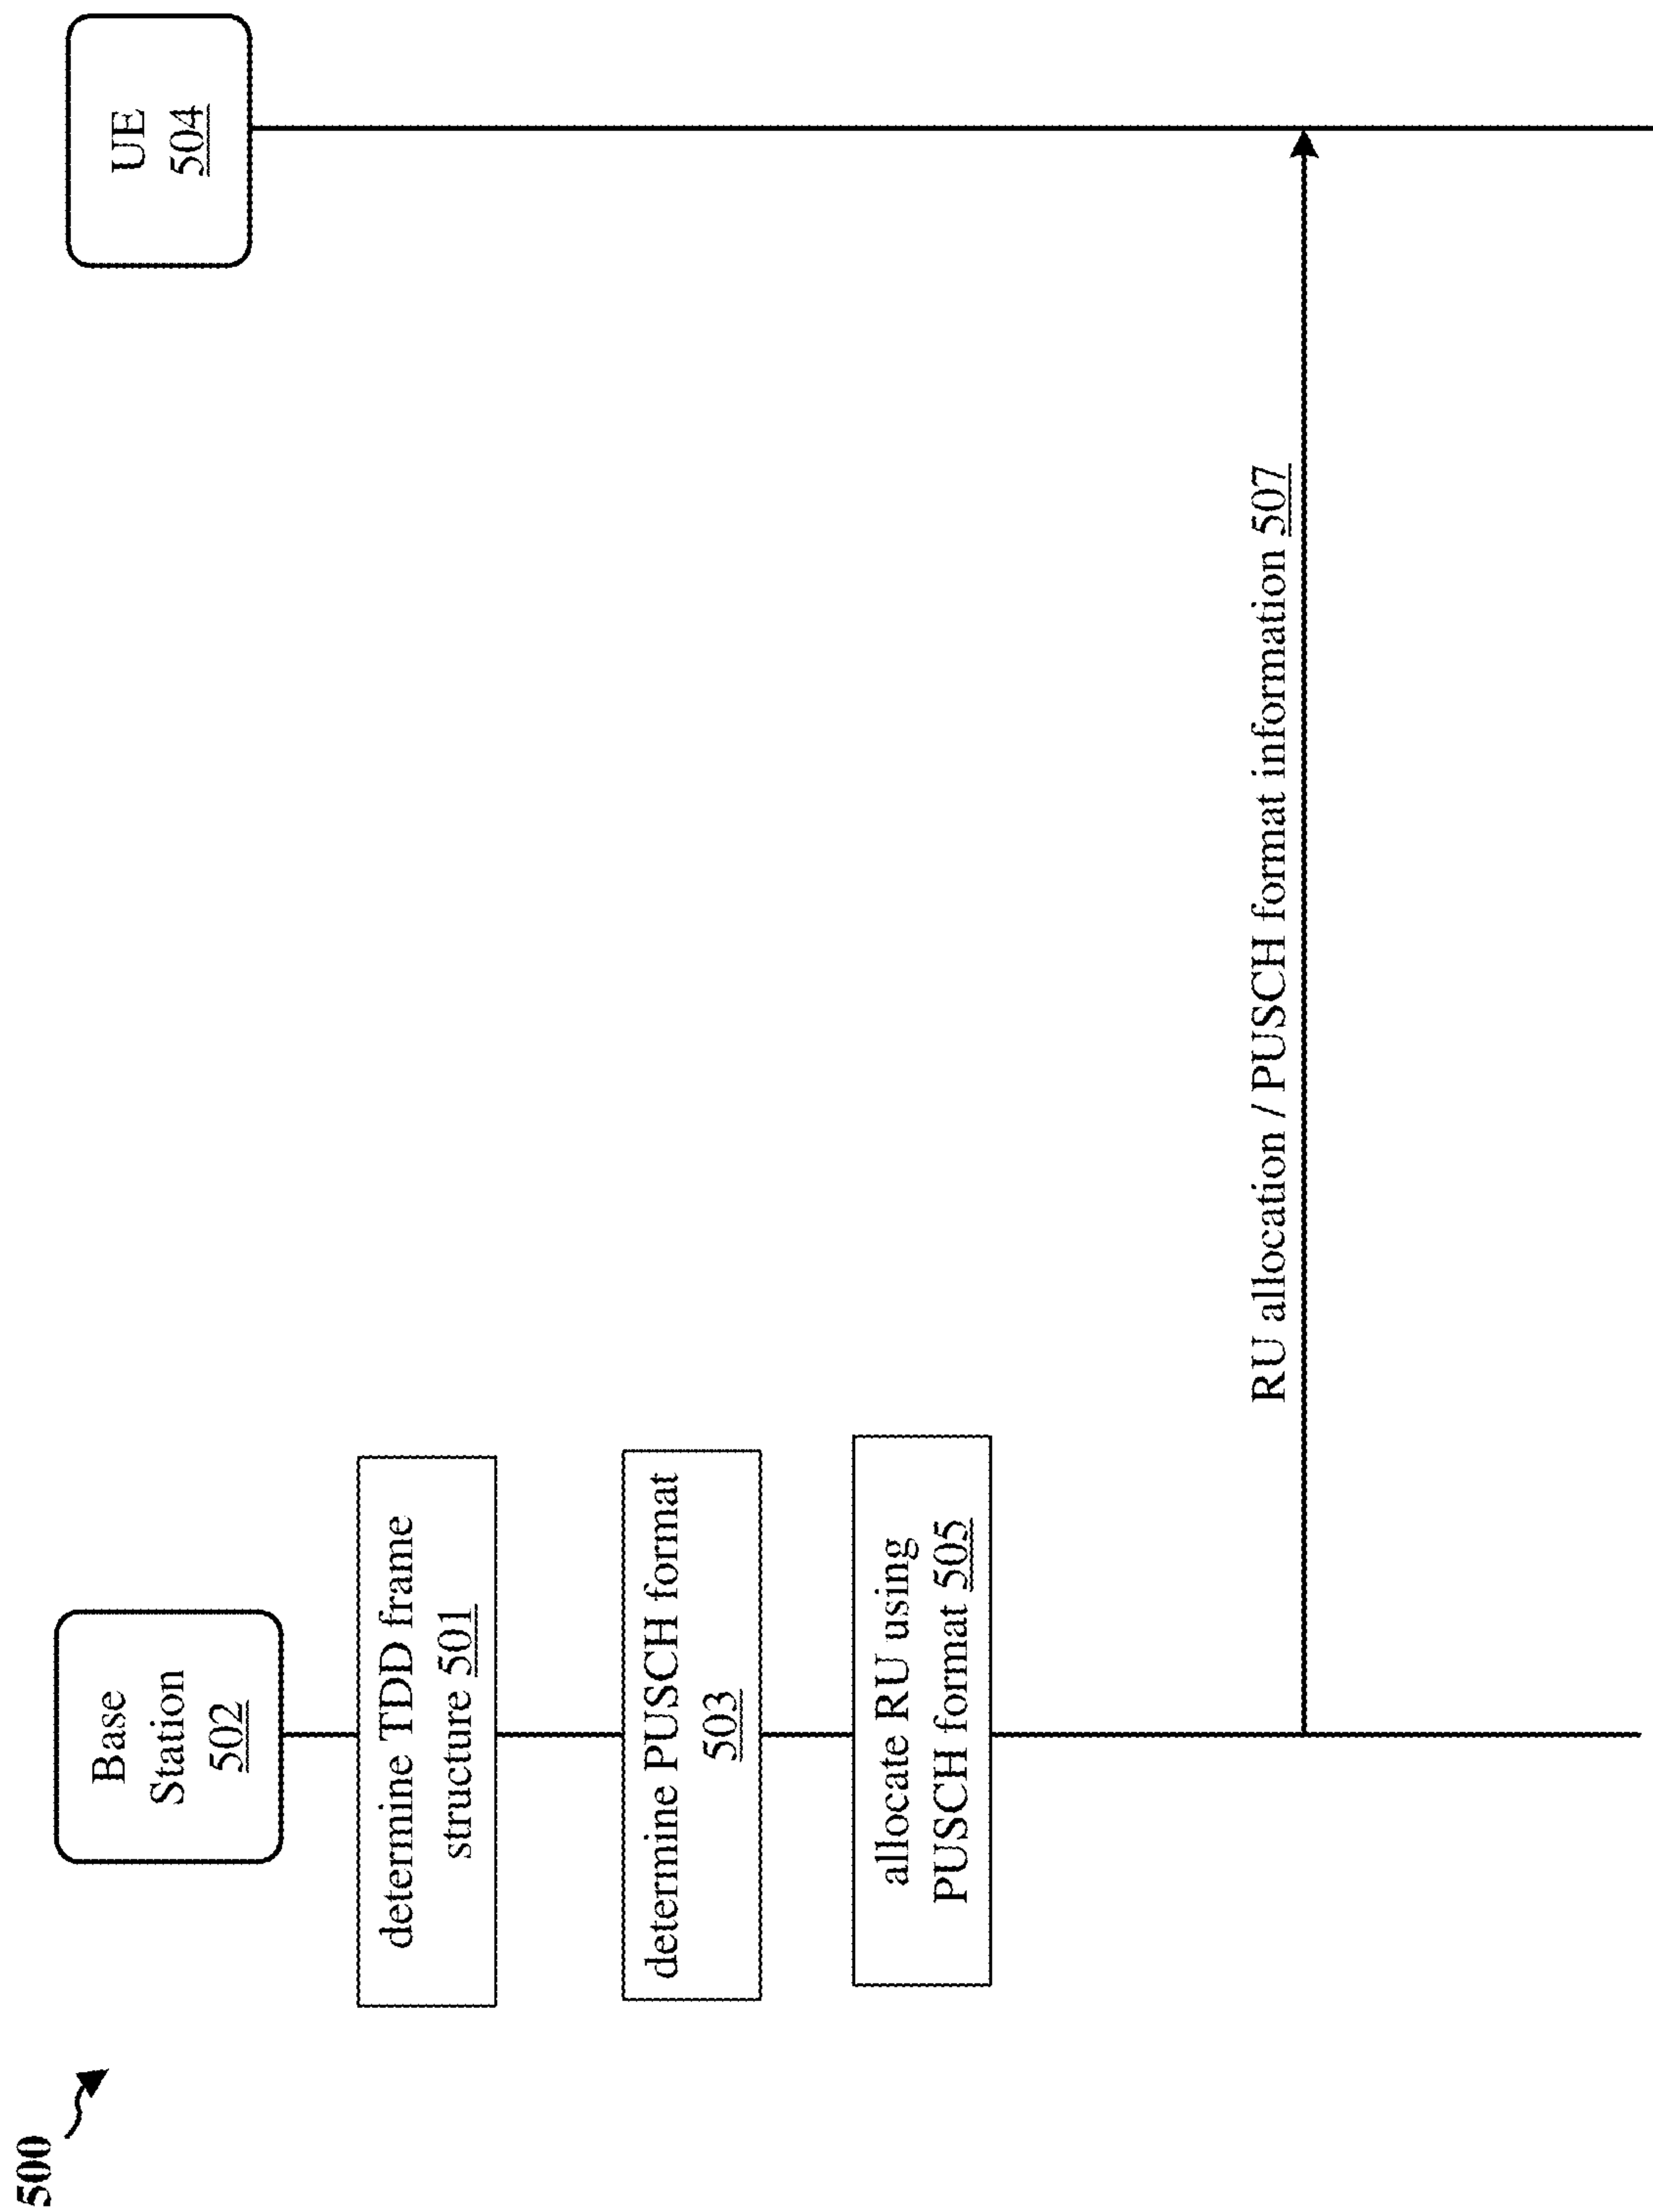 500
Base
Station
502
UE
504
determine TDD frame
structure 501
determine PUSCH format
503
allocate RU using
PUSCH format 505
RU allocation / PUSCH format information 507